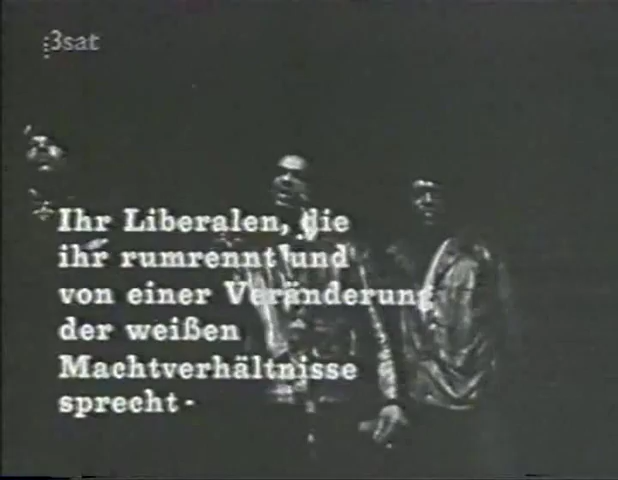 3sat
Ihr Liberalen, die
ihr rumrennt und
von einer Veränderung
der weißen
Machtverhältnisse
sprecht -